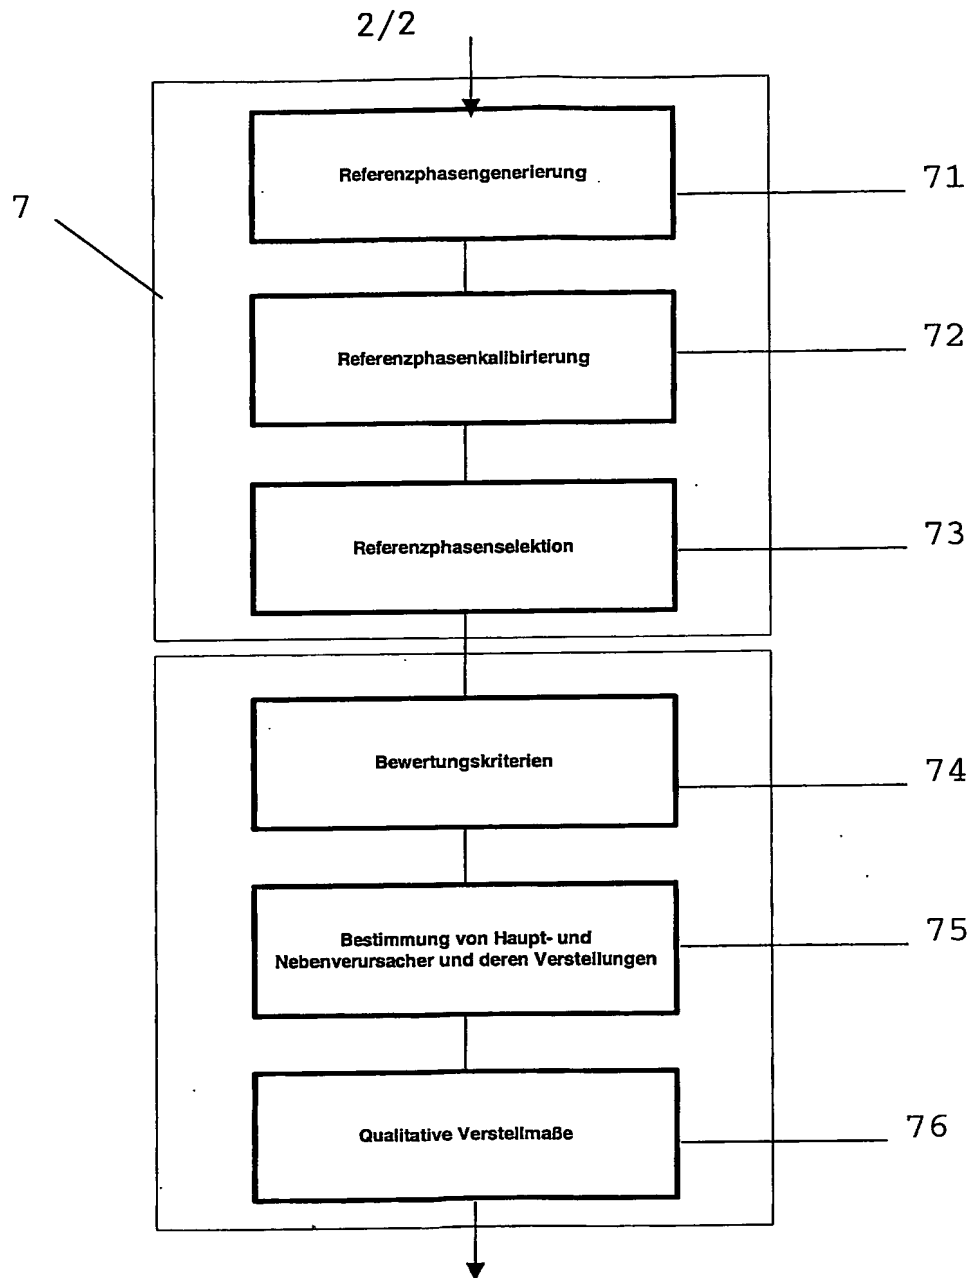 2/2
Referenzphasengenerierung
71
7
Referenzphasenkalibirierung
72
Referenzphasenselektion
73
Bewertungskriterien
74
Bestimmung von Haupt- und
Nebenverursacher und deren Verstellungen
75
Qualitative Verstellmaße
76